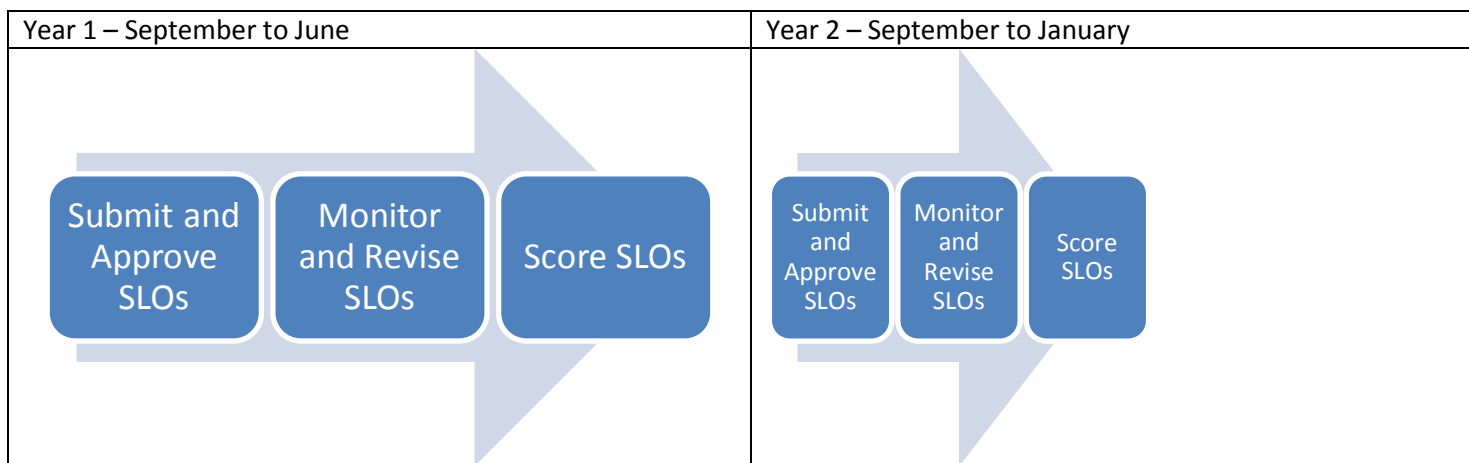 Year 1 – September to June
Year 2 – September to January
Submit and
Approve
SLOs
Monitor
and Revise
SLOs
Score SLOs
Submit
and
Approve
SLOs
Monitor
and
Revise
SLOs
Score
SLOs